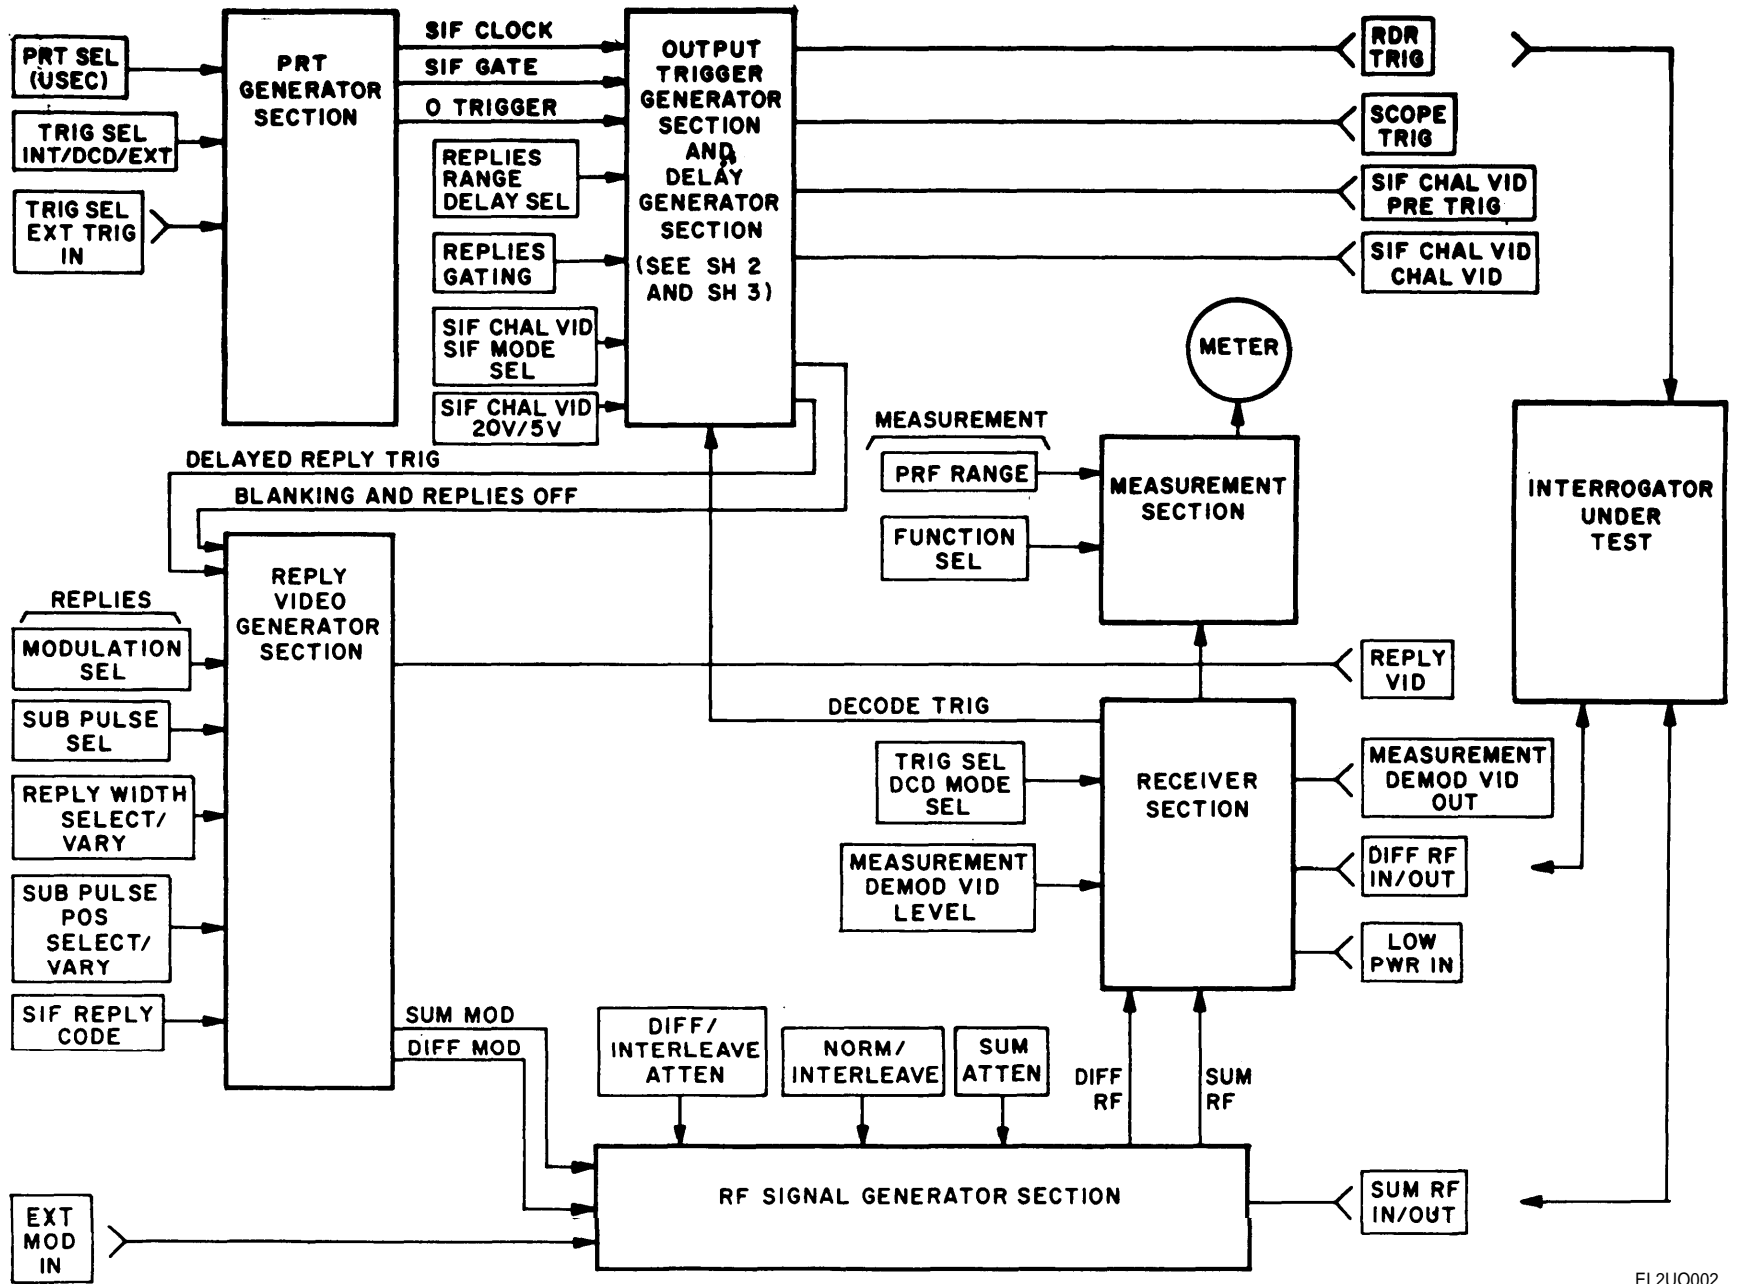 PRT SEL
(USEC)
TRIG SEL
INT/DCD/EXT
TRIG SEL
EXT TRIG
IN
PRT
GENERATOR
SECTION
SIF CLOCK
SIF GATE
O TRIGGER
REPLIES
RANGE
DELAY SEL
REPLIES
GATING
SIF CHAL VID
SIF MODE
SEL
SIF CHAL VID
20V/5V
OUTPUT
TRIGGER
GENERATOR
SECTION
AND
DELAY
GENERATOR
SECTION
(SEE SH 2
AND SH 3)
RDR
TRIG
SCOPE
TRIG
SIF CHAL VID
PRE TRIG
SIF CHAL VID
CHAL VID
METER
MEASUREMENT
PRF RANGE
FUNCTION
SEL
MEASUREMENT
SECTION
INTERROGATOR
UNDER
TEST
DELAYED REPLY TRIG
BLANKING AND REPLIES OFF
REPLIES
MODULATION
SEL
SUB PULSE
SEL
REPLY WIDTH
SELECT/
VARY
SUB PULSE
POS
SELECT/
VARY
SIF REPLY
CODE
REPLY
VIDEO
GENERATOR
SECTION
REPLY
VID
DECODE TRIG
TRIG SEL
DCD MODE
SEL
MEASUREMENT
DEMOD VID
LEVEL
RECEIVER
SECTION
MEASUREMENT
DEMOD VID
OUT
DIFF RF
IN/OUT
LOW
PWR IN
SUM MOD
DIFF MOD
DIFF/
INTERLEAVE
ATTEN
NORM/
INTERLEAVE
SUM
ATTEN
DIFF
RF
SUM
RF
RF SIGNAL GENERATOR SECTION
SUM RF
IN/OUT
EXT
MOD
IN
EL2UO002